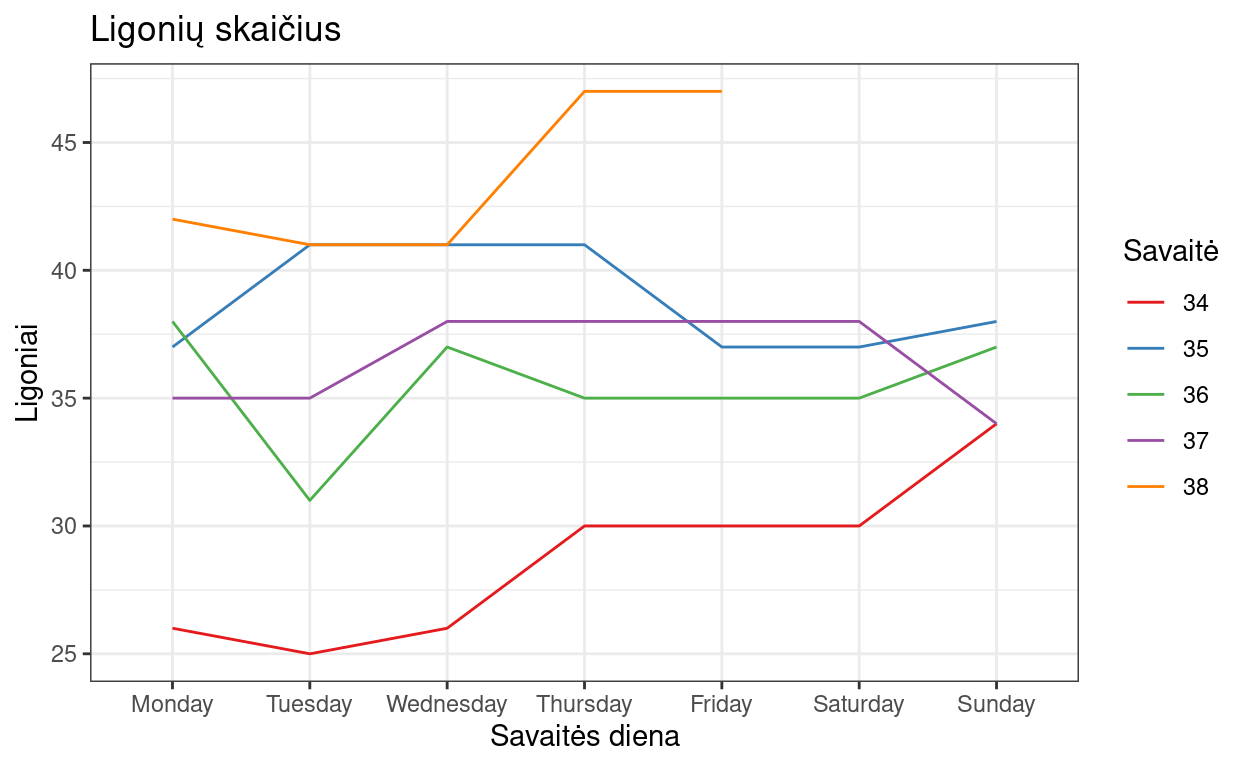 Ligonių skaičius
Ligoniai
45
40
35
30
25
Monday Tuesday Wednesday Thursday Friday Saturday Sunday
Savaitės diena
Savaitė
34
35
36
37
38